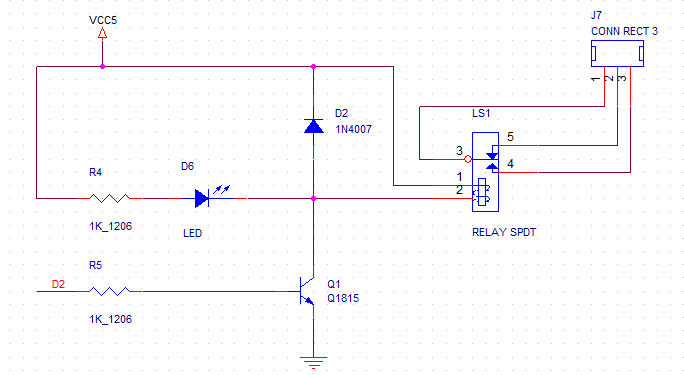 VCC5
J7
CONN RECT 3
1
2
3
D2
1N4007
LS1
5
3
4
1
2
R4
D6
1K_1206
LED
RELAY SPDT
R5
D2
Q1
Q1815
1K_1206